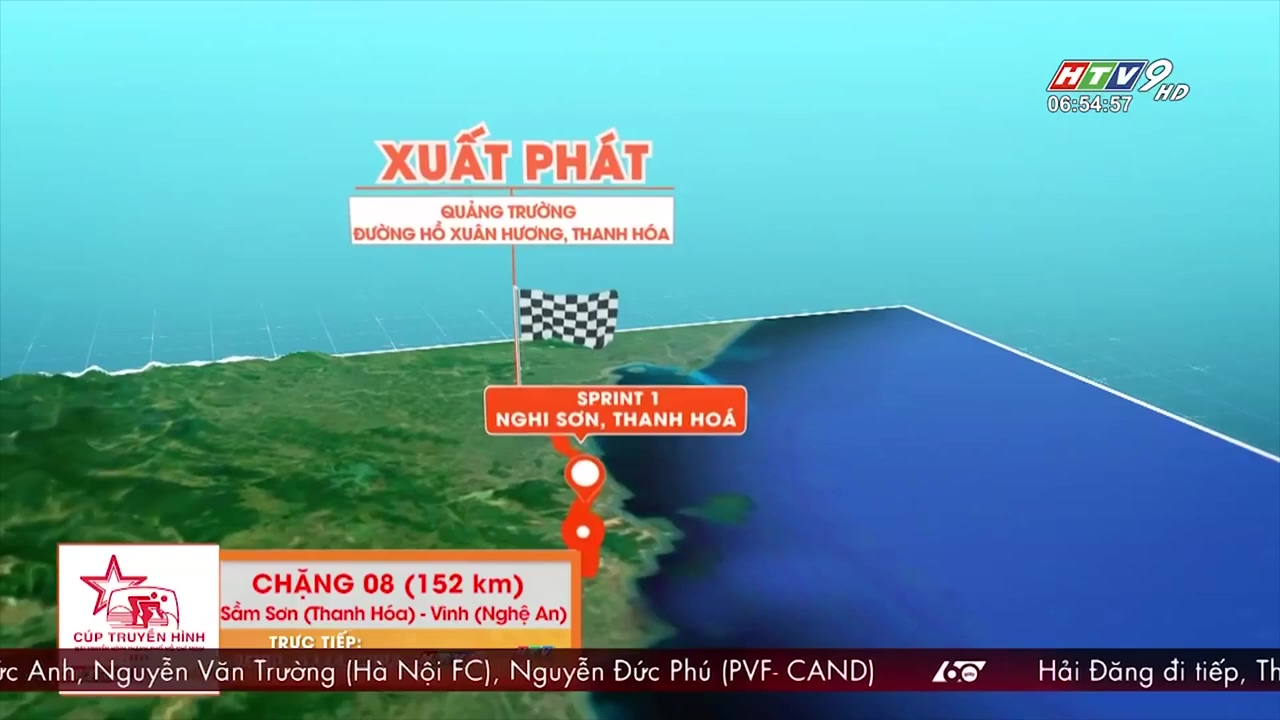 HTV9 HD
06:54:57
XUẤT PHÁT
QUẢNG TRƯỜNG
ĐƯỜNG HỒ XUÂN HƯƠNG, THANH HÓA
SPRINT 1
NGHI SƠN, THANH HOÁ
CHẶNG 08 (152 km)
Sầm Sơn (Thanh Hóa) - Vinh (Nghệ An)
TRỰC TIẾP:
CÚP TRUYỀN HÌNH
ức Anh, Nguyễn Văn Trường (Hà Nội FC), Nguyễn Đức Phú (PVF- CAND) 60 Hải Đăng đi tiếp, Th